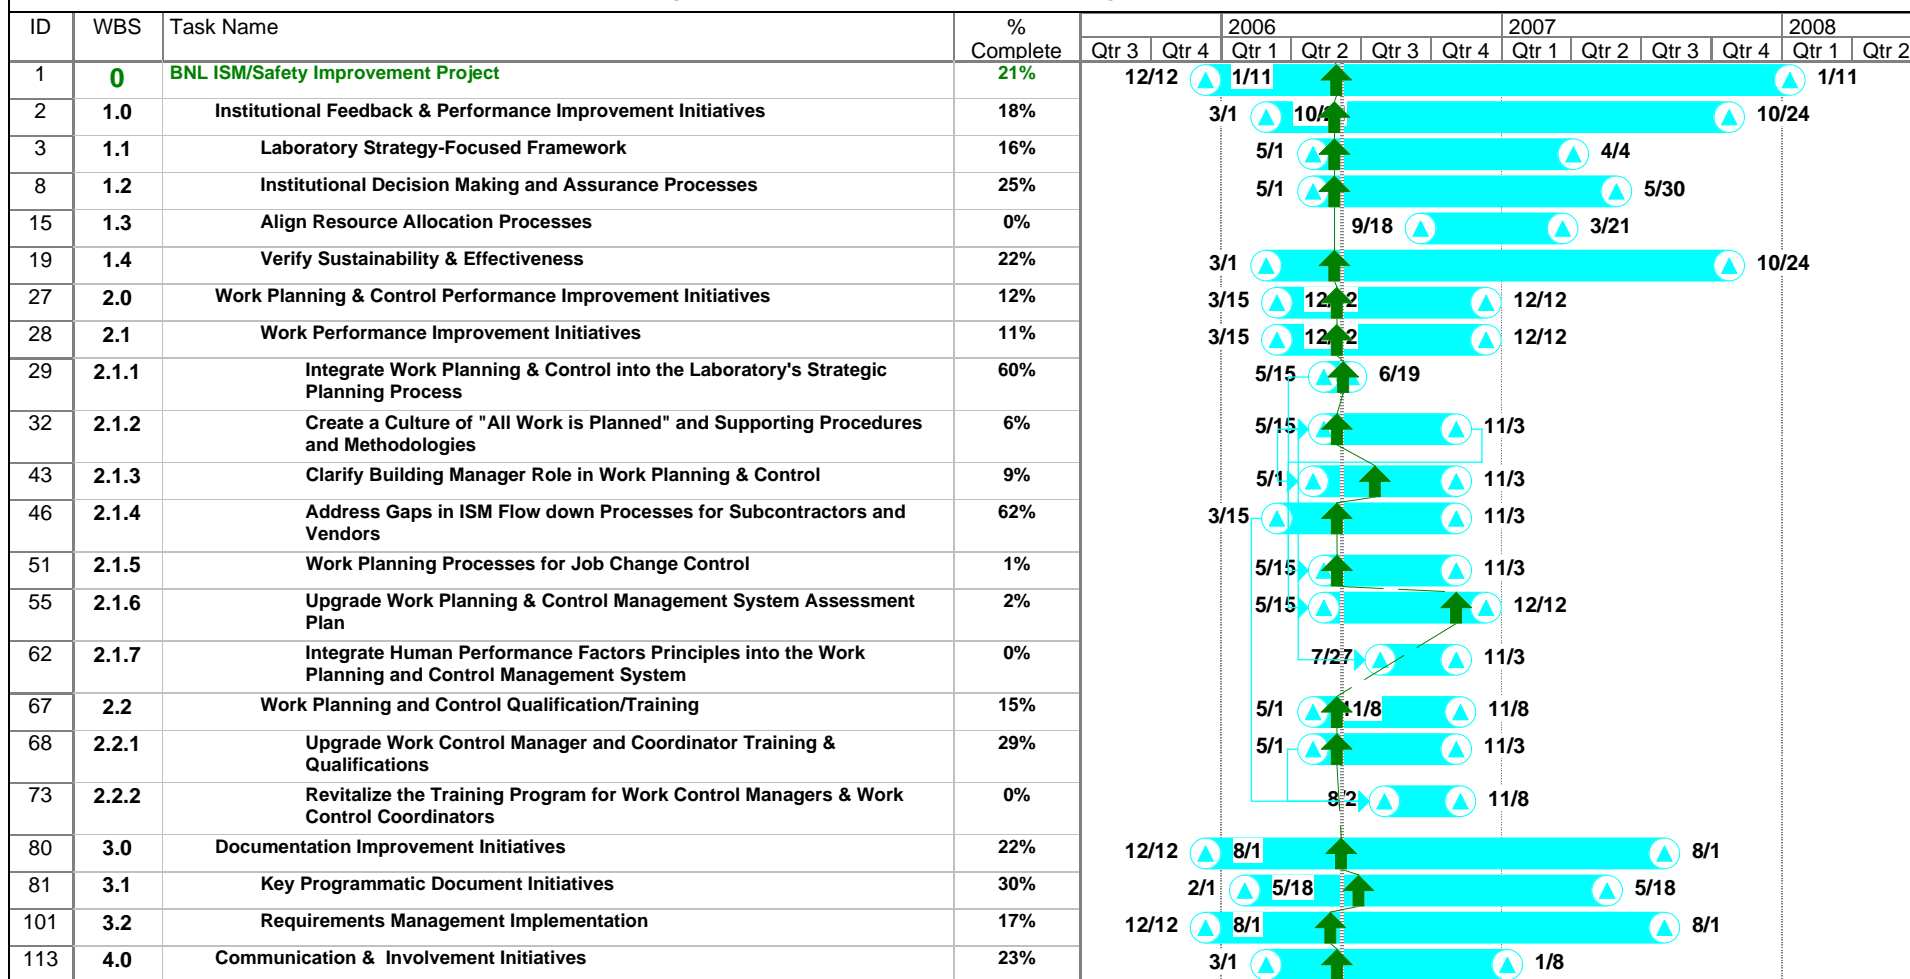 2006 2007 2008
ID WBS Task Name %
Complete Qtr 3 Qtr 4 Qtr 1 Qtr 2 Qtr 3 Qtr 4 Qtr 1 Qtr 2 Qtr 3 Qtr 4 Qtr 1 Qtr 2
1 0 BNL ISM/Safety Improvement Project 21% 12/12 1/11 1/11
2 1.0 Institutional Feedback & Performance Improvement Initiatives 18% 3/1 10/24
3 1.1 Laboratory Strategy-Focused Framework 16% 5/1 4/4
8 1.2 Institutional Decision Making and Assurance Processes 25% 5/1 5/30
15 1.3 Align Resource Allocation Processes 0% 9/18 3/21
19 1.4 Verify Sustainability & Effectiveness 22% 3/1 10/24
27 2.0 Work Planning & Control Performance Improvement Initiatives 12% 3/15 12/12
28 2.1 Work Performance Improvement Initiatives 11% 3/15 12/12
29 2.1.1 Integrate Work Planning & Control into the Laboratory's Strategic 60% 5/15 6/19
Planning Process
32 2.1.2 Create a Culture of "All Work is Planned" and Supporting Procedures 6% 5/15 11/3
and Methodologies
43 2.1.3 Clarify Building Manager Role in Work Planning & Control 9% 5/1 11/3
46 2.1.4 Address Gaps in ISM Flow down Processes for Subcontractors and 62% 3/15 11/3
Vendors
51 2.1.5 Work Planning Processes for Job Change Control 1% 5/15 11/3
55 2.1.6 Upgrade Work Planning & Control Management System Assessment 2% 5/15 12/12
Plan
62 2.1.7 Integrate Human Performance Factors Principles into the Work 0% 7/27 11/3
Planning and Control Management System
67 2.2 Work Planning and Control Qualification/Training 15% 5/1 11/8 11/8
68 2.2.1 Upgrade Work Control Manager and Coordinator Training & 29% 5/1 11/3
Qualifications
73 2.2.2 Revitalize the Training Program for Work Control Managers & Work 0% 8/2 11/8
Control Coordinators
80 3.0 Documentation Improvement Initiatives 22% 12/12 8/1 8/1
81 3.1 Key Programmatic Document Initiatives 30% 2/1 5/18 5/18
101 3.2 Requirements Management Implementation 17% 12/12 8/1 8/1
113 4.0 Communication & Involvement Initiatives 23% 3/1 1/8